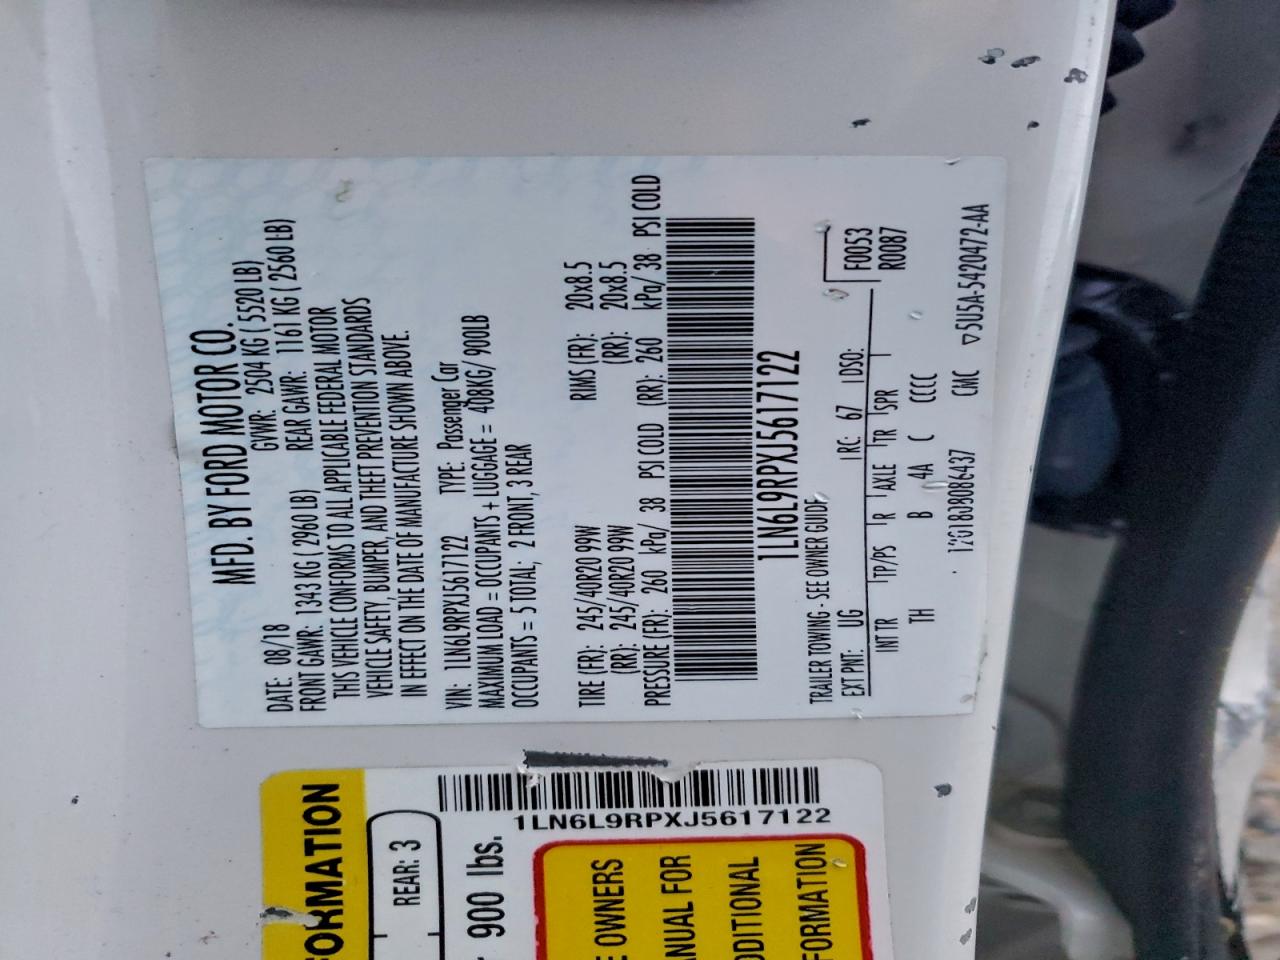 MFD. BY FORD MOTOR CO.
DATE: 08/18 GVWR: 2504 KG ( 5520 LB)
FRONT GAWR: 1343 KG ( 2960 LB) REAR GAWR: 1161 KG ( 2560 LB)
THIS VEHICLE CONFORMS TO ALL APPLICABLE FEDERAL MOTOR
VEHICLE SAFETY BUMPER, AND THEFT PREVENTION STANDARDS
IN EFFECT ON THE DATE OF MANUFACTURE SHOWN ABOVE.
VIN: 1LN6L9RPXJ5617122 TYPE: Passenger Car
MAXIMUM LOAD = OCCUPANTS + LUGGAGE = 408KG/ 900LB
OCCUPANTS = 5 TOTAL; 2 FRONT, 3 REAR
TIRE (FR): 245/40R20 99W RIMS (FR): 20x8.5
(RR): 245/40R20 99W (RR): 20x8.5
PRESSURE (FR): 260 kPa/ 38 PSI COLD (RR): 260 kPa/ 38 PSI COLD
1LN6L9RPXJ5617122
TRAILER TOWING - SEE OWNER GUIDE
EXT PNT: UG RC: 67 DSO: F0053
INT TR TP/PS R AXLE TR SPR R0087
TH B 4A C CCCC
12018J08086437 CMC ▽5U5A-5420472-AA
FORMATION
REAR: 3
1LN6L9RPXJ5617122
900 lbs.
E OWNERS
ANUAL FOR
DDITIONAL
FORMATION